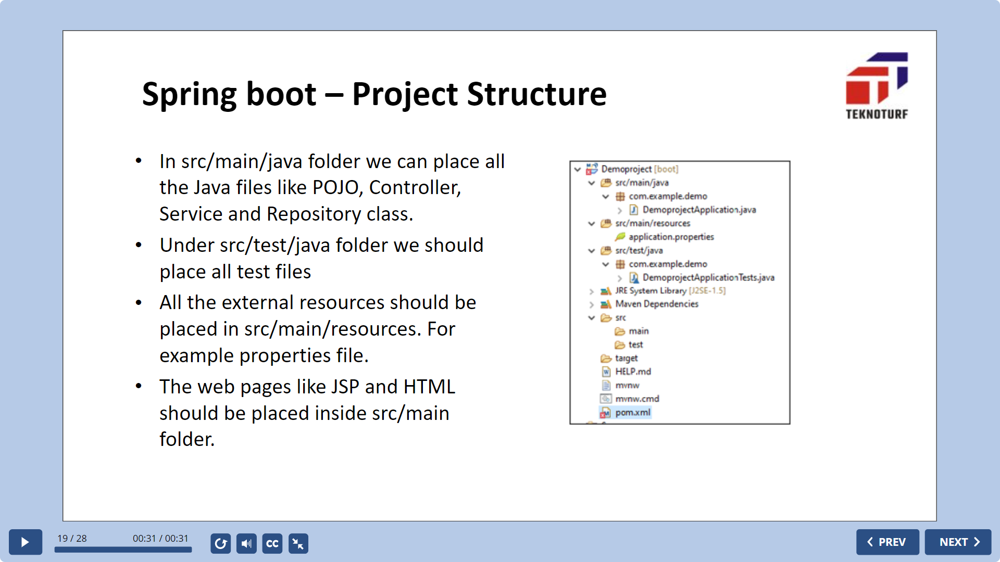 Spring boot – Project Structure
TEKNOTURF
• In src/main/java folder we can place all
the Java files like POJO, Controller,
Service and Repository class.
• Under src/test/java folder we should
place all test files
• All the external resources should be
placed in src/main/resources. For
example properties file.
• The web pages like JSP and HTML
should be placed inside src/main
folder.
Demoproject [boot]
src/main/java
com.example.demo
DemoprojectApplication.java
src/main/resources
application.properties
src/test/java
com.example.demo
DemoprojectApplicationTests.java
JRE System Library [J2SE-1.5]
Maven Dependencies
src
main
test
target
HELP.md
mvnw
mvnw.cmd
pom.xml
19 / 28
00:31 / 00:31
CC
PREV
NEXT